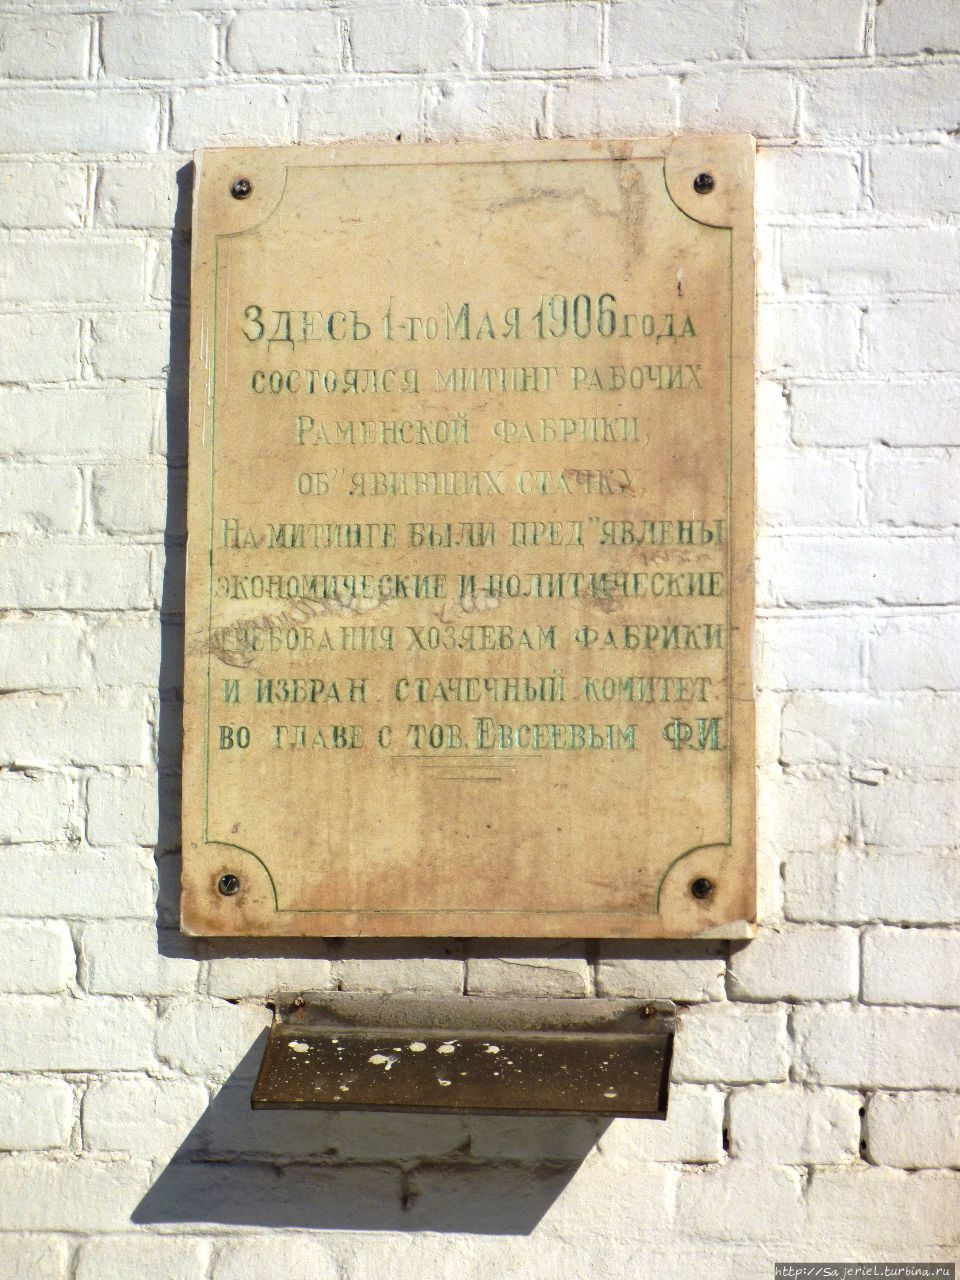 Здесь 1-го Мая 1906 года
состоялся митинг рабочих
Раменской фабрики,
об"явивших стачку.
На митинге были пред"явлены
экономические и политические
требования хозяевам фабрики
и избран стачечный комитет
во главе с тов. Евсеевым Ф.И.
http://Sajeriel.turbina.ru